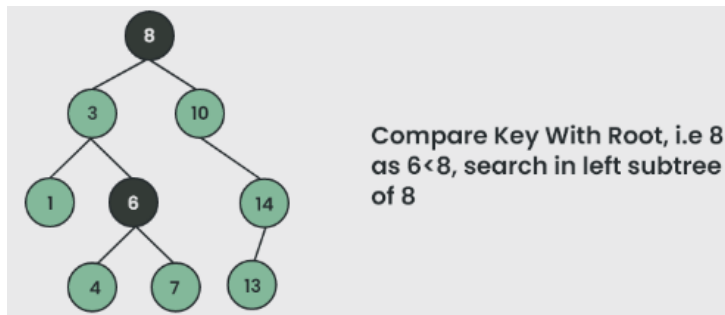 8
3 10
1 6 14
4 7 13
Compare Key With Root, i.e 8
as 6<8, search in left subtree
of 8